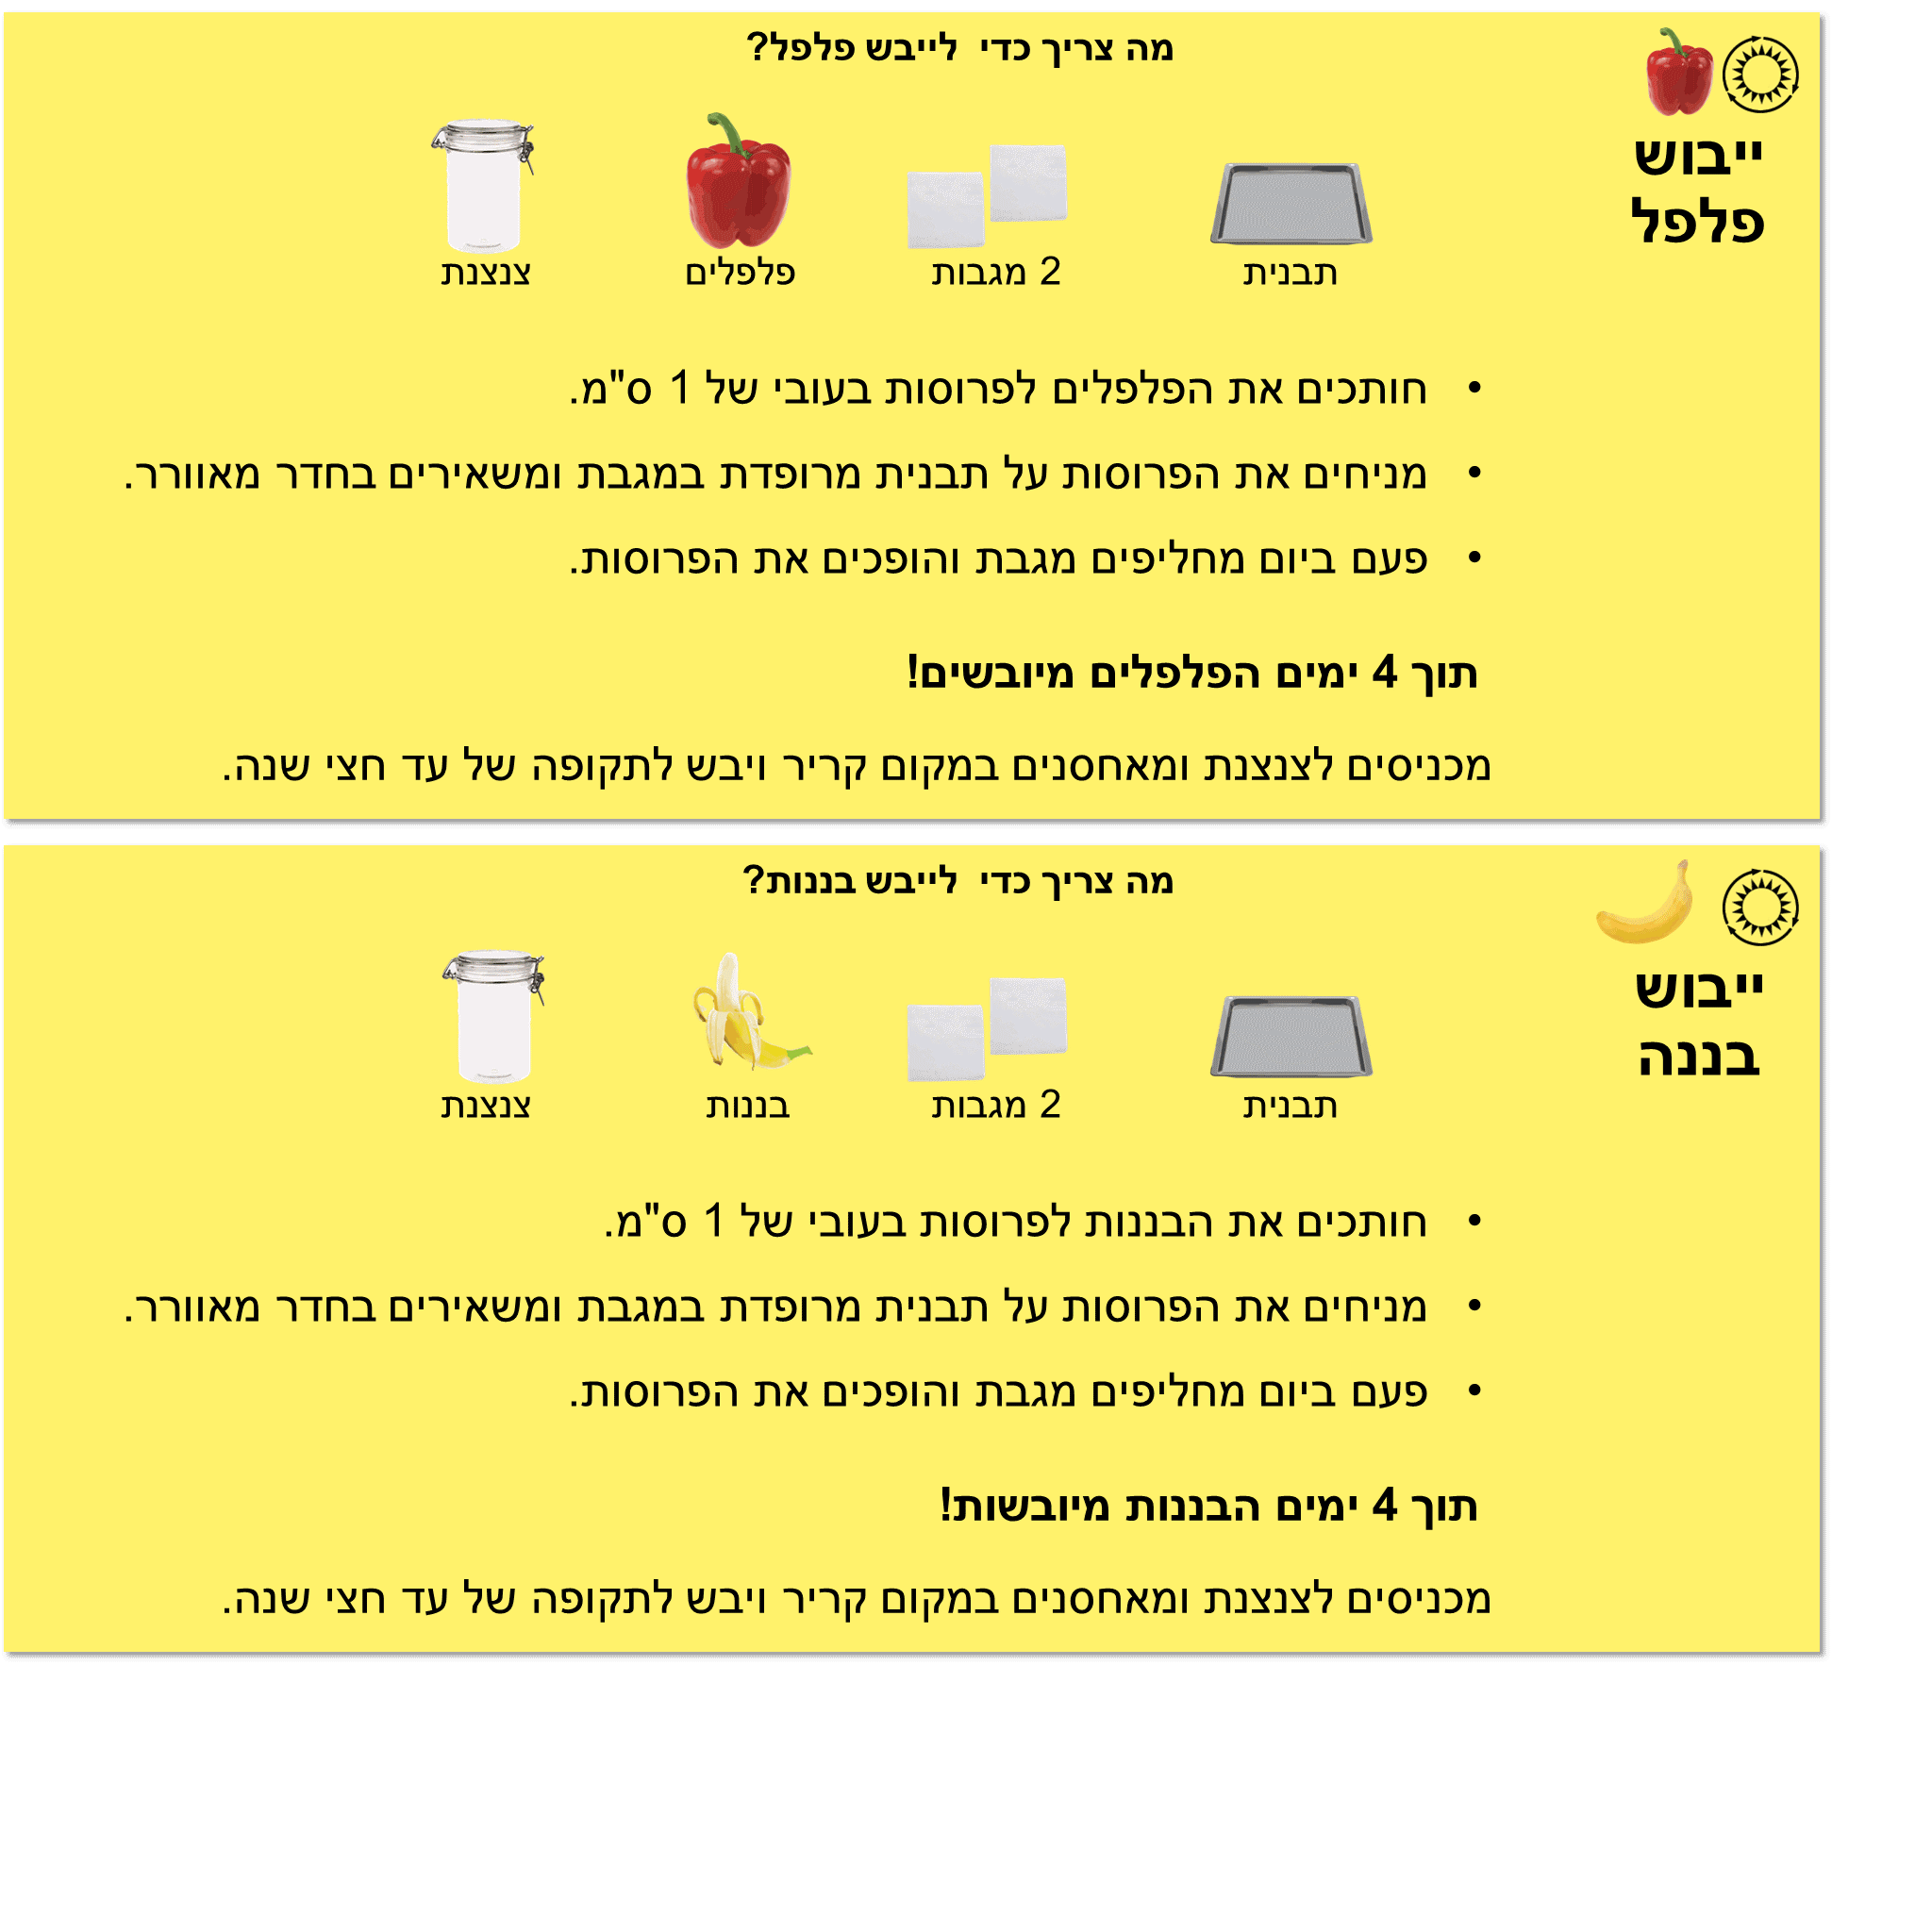 מה צריך כדי לייבש פלפל?
ייבוש
פלפל
תבנית
2 מגבות
פלפלים
צנצנת
• חותכים את הפלפלים לפרוסות בעובי של 1 ס"מ.
• מניחים את הפרוסות על תבנית מרופדת במגבת ומשאירים בחדר מאוורר.
• פעם ביום מחליפים מגבת והופכים את הפרוסות.
תוך 4 ימים הפלפלים מיובשים!
מכניסים לצנצנת ומאחסנים במקום קריר ויבש לתקופה של עד חצי שנה.
מה צריך כדי לייבש בננות?
ייבוש
בננה
תבנית
2 מגבות
בננות
צנצנת
• חותכים את הבננות לפרוסות בעובי של 1 ס"מ.
• מניחים את הפרוסות על תבנית מרופדת במגבת ומשאירים בחדר מאוורר.
• פעם ביום מחליפים מגבת והופכים את הפרוסות.
תוך 4 ימים הבננות מיובשות!
מכניסים לצנצנת ומאחסנים במקום קריר ויבש לתקופה של עד חצי שנה.